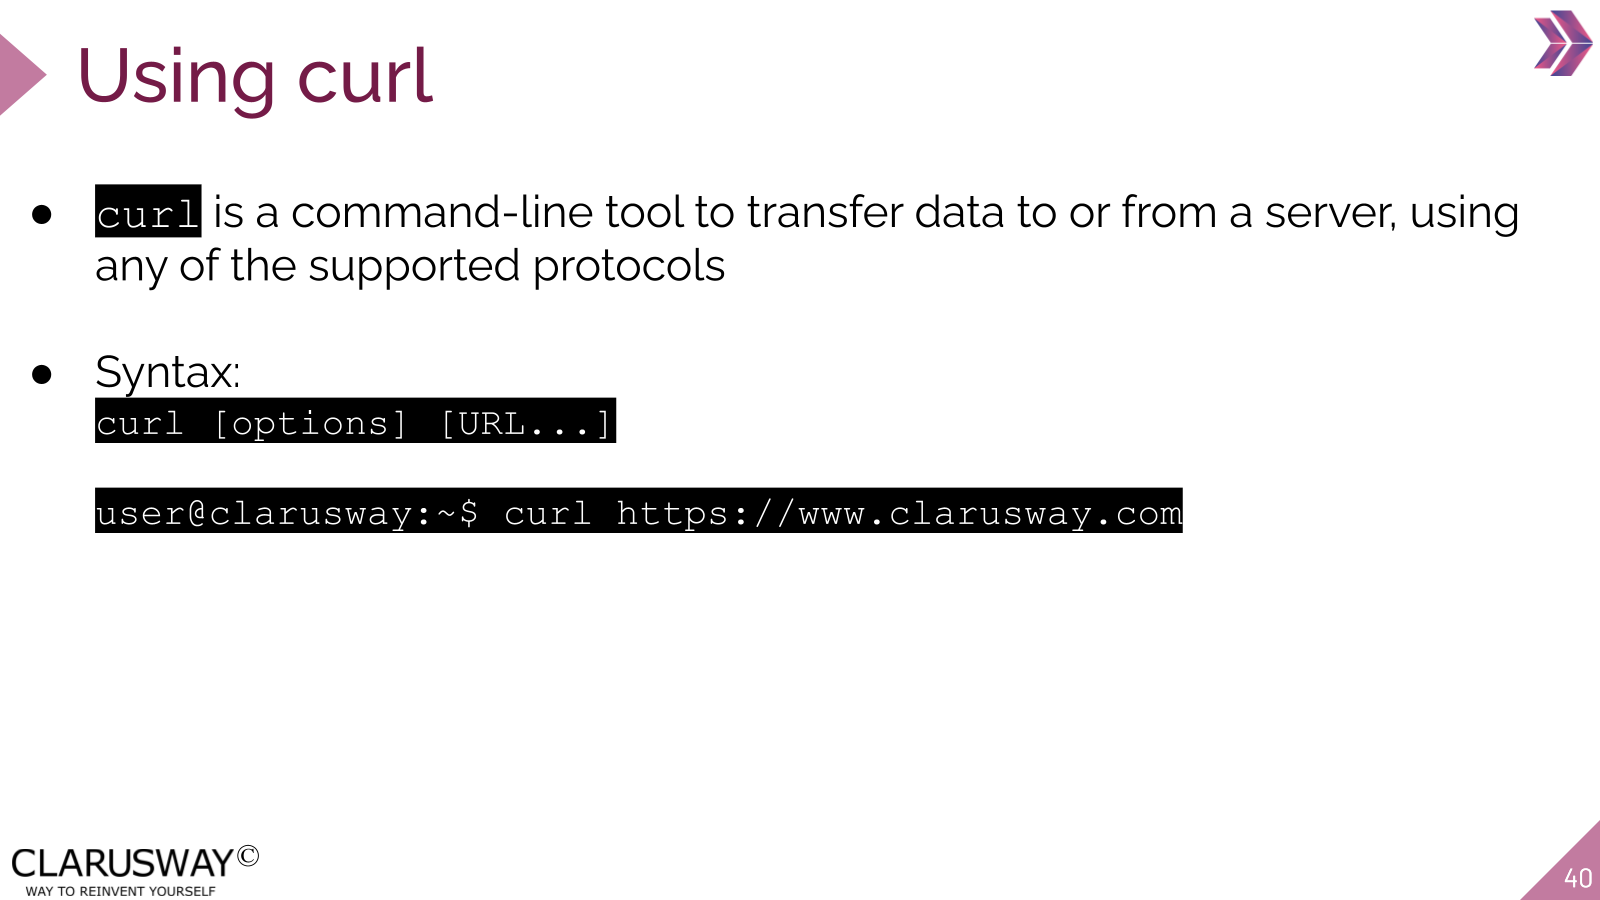 Using curl
● curl is a command-line tool to transfer data to or from a server, using
any of the supported protocols
● Syntax:
curl [options] [URL...]
user@clarusway:~$ curl https://www.clarusway.com
CLARUSWAY©
WAY TO REINVENT YOURSELF
40